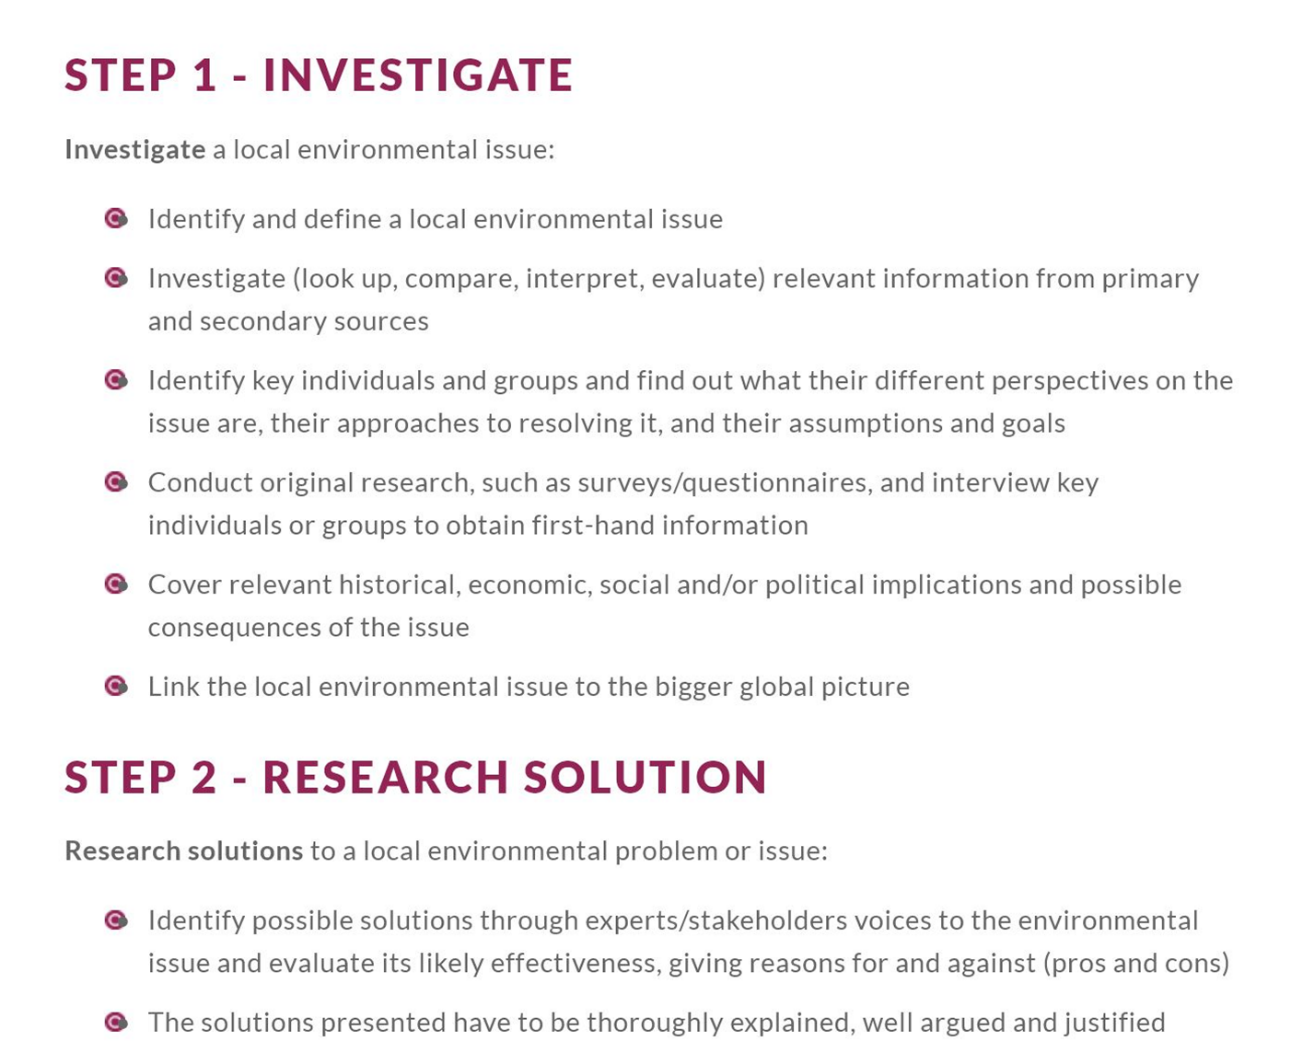 STEP 1 - INVESTIGATE
Investigate a local environmental issue:
Identify and define a local environmental issue
Investigate (look up, compare, interpret, evaluate) relevant information from primary
and secondary sources
Identify key individuals and groups and find out what their different perspectives on the
issue are, their approaches to resolving it, and their assumptions and goals
Conduct original research, such as surveys/questionnaires, and interview key
individuals or groups to obtain first-hand information
Cover relevant historical, economic, social and/or political implications and possible
consequences of the issue
Link the local environmental issue to the bigger global picture
STEP 2 - RESEARCH SOLUTION
Research solutions to a local environmental problem or issue:
Identify possible solutions through experts/stakeholders voices to the environmental
issue and evaluate its likely effectiveness, giving reasons for and against (pros and cons)
The solutions presented have to be thoroughly explained, well argued and justified